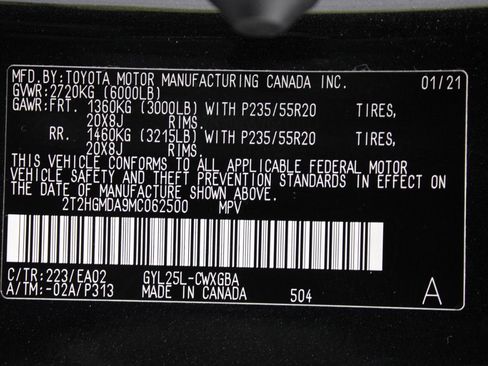 MFD.BY:TOYOTA MOTOR MANUFACTURING CANADA INC. 01/21
GVWR:2720KG (6000LB)
GAWR:FRT. 1360KG (3000LB) WITH P235/55R20 TIRES,
20X8J RIMS.
RR. 1460KG (3215LB) WITH P235/55R20 TIRES,
20X8J RIMS.
THIS VEHICLE CONFORMS TO ALL APPLICABLE FEDERAL MOTOR
VEHICLE SAFETY AND THEFT PREVENTION STANDARDS IN EFFECT ON
THE DATE OF MANUFACTURE SHOWN ABOVE.
2T2HGMDA9MC062500 MPV
C/TR:223/EA02 GYL25L-CWXGBA
A/TM:-02A/P313 MADE IN CANADA 504 A